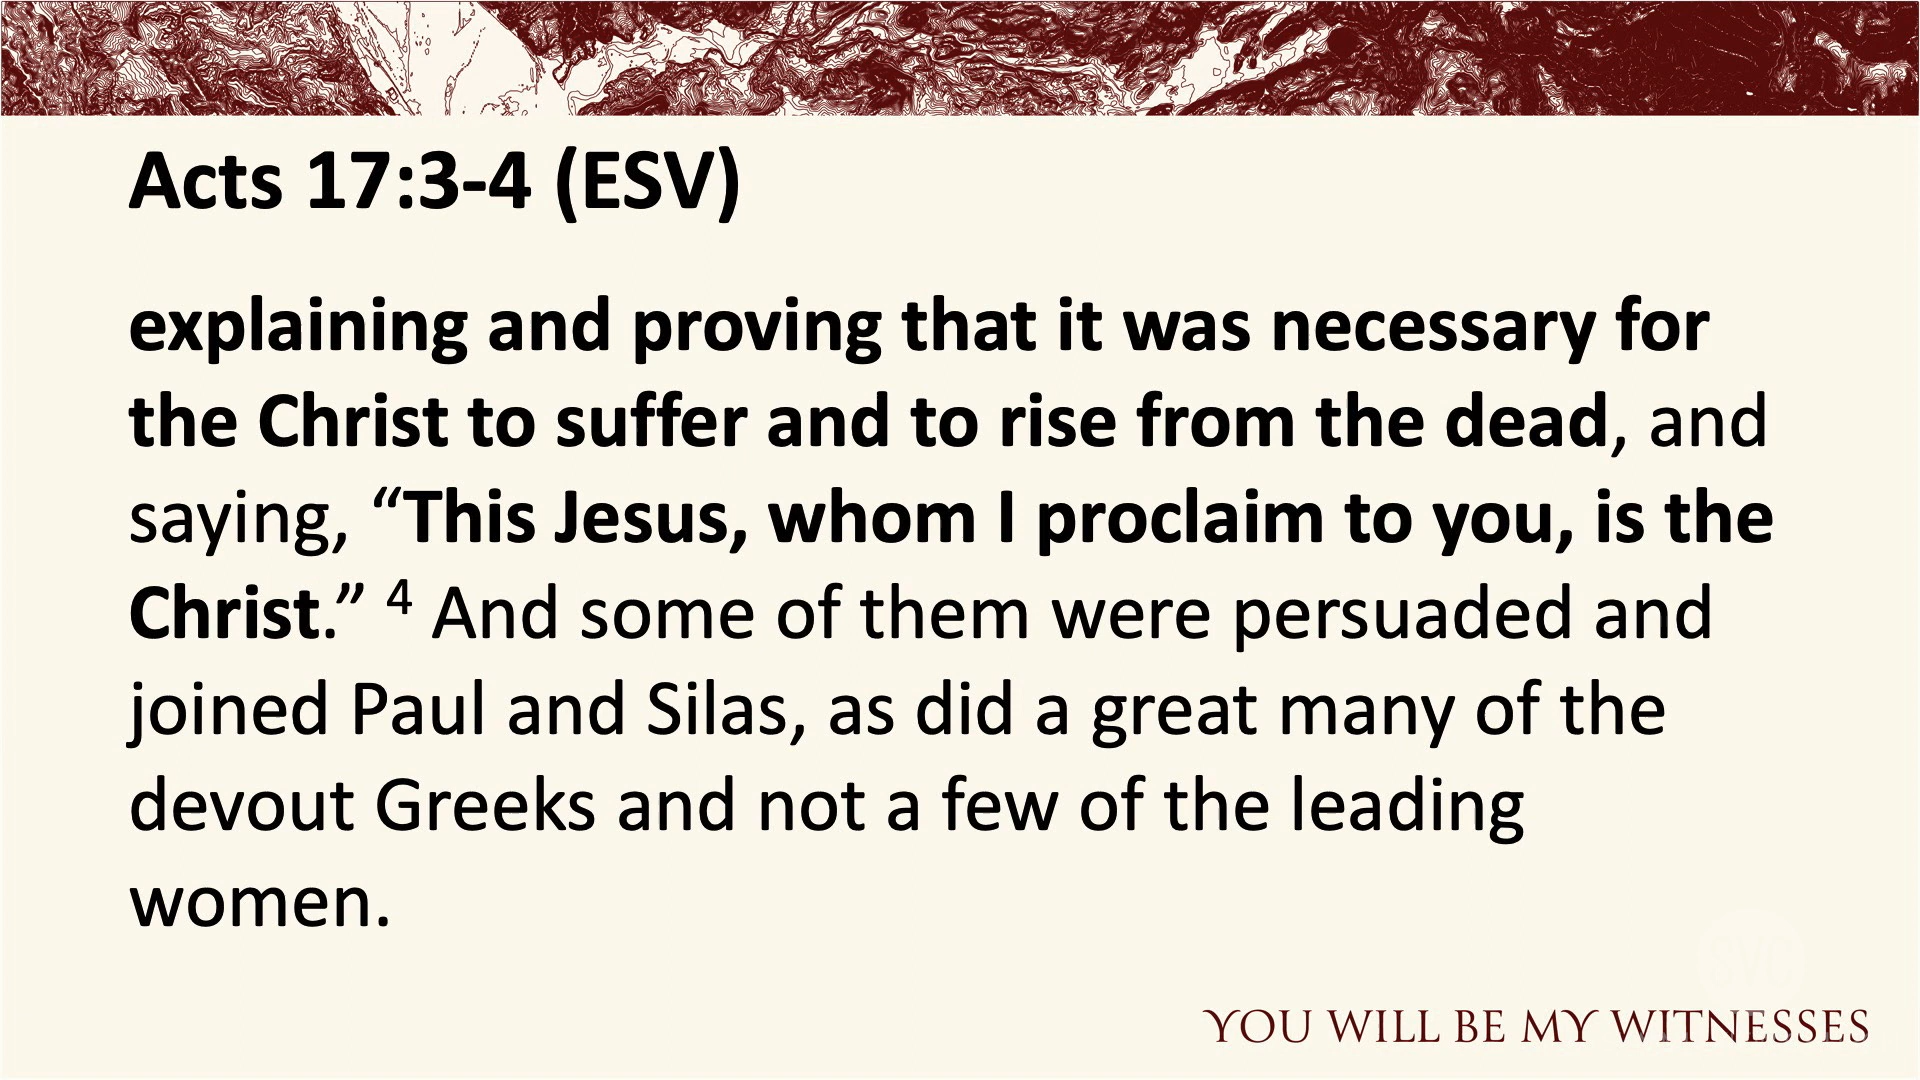 Acts 17:3-4 (ESV)
explaining and proving that it was necessary for
the Christ to suffer and to rise from the dead, and
saying, “This Jesus, whom I proclaim to you, is the
Christ.” ⁴ And some of them were persuaded and
joined Paul and Silas, as did a great many of the
devout Greeks and not a few of the leading
women.
SVC
YOU WILL BE MY WITNESSES